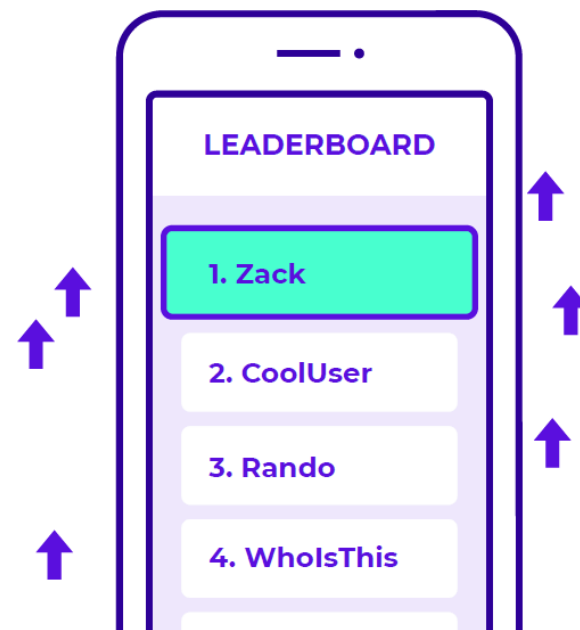 LEADERBOARD
1. Zack
2. CoolUser
3. Rando
4. WhoIsThis